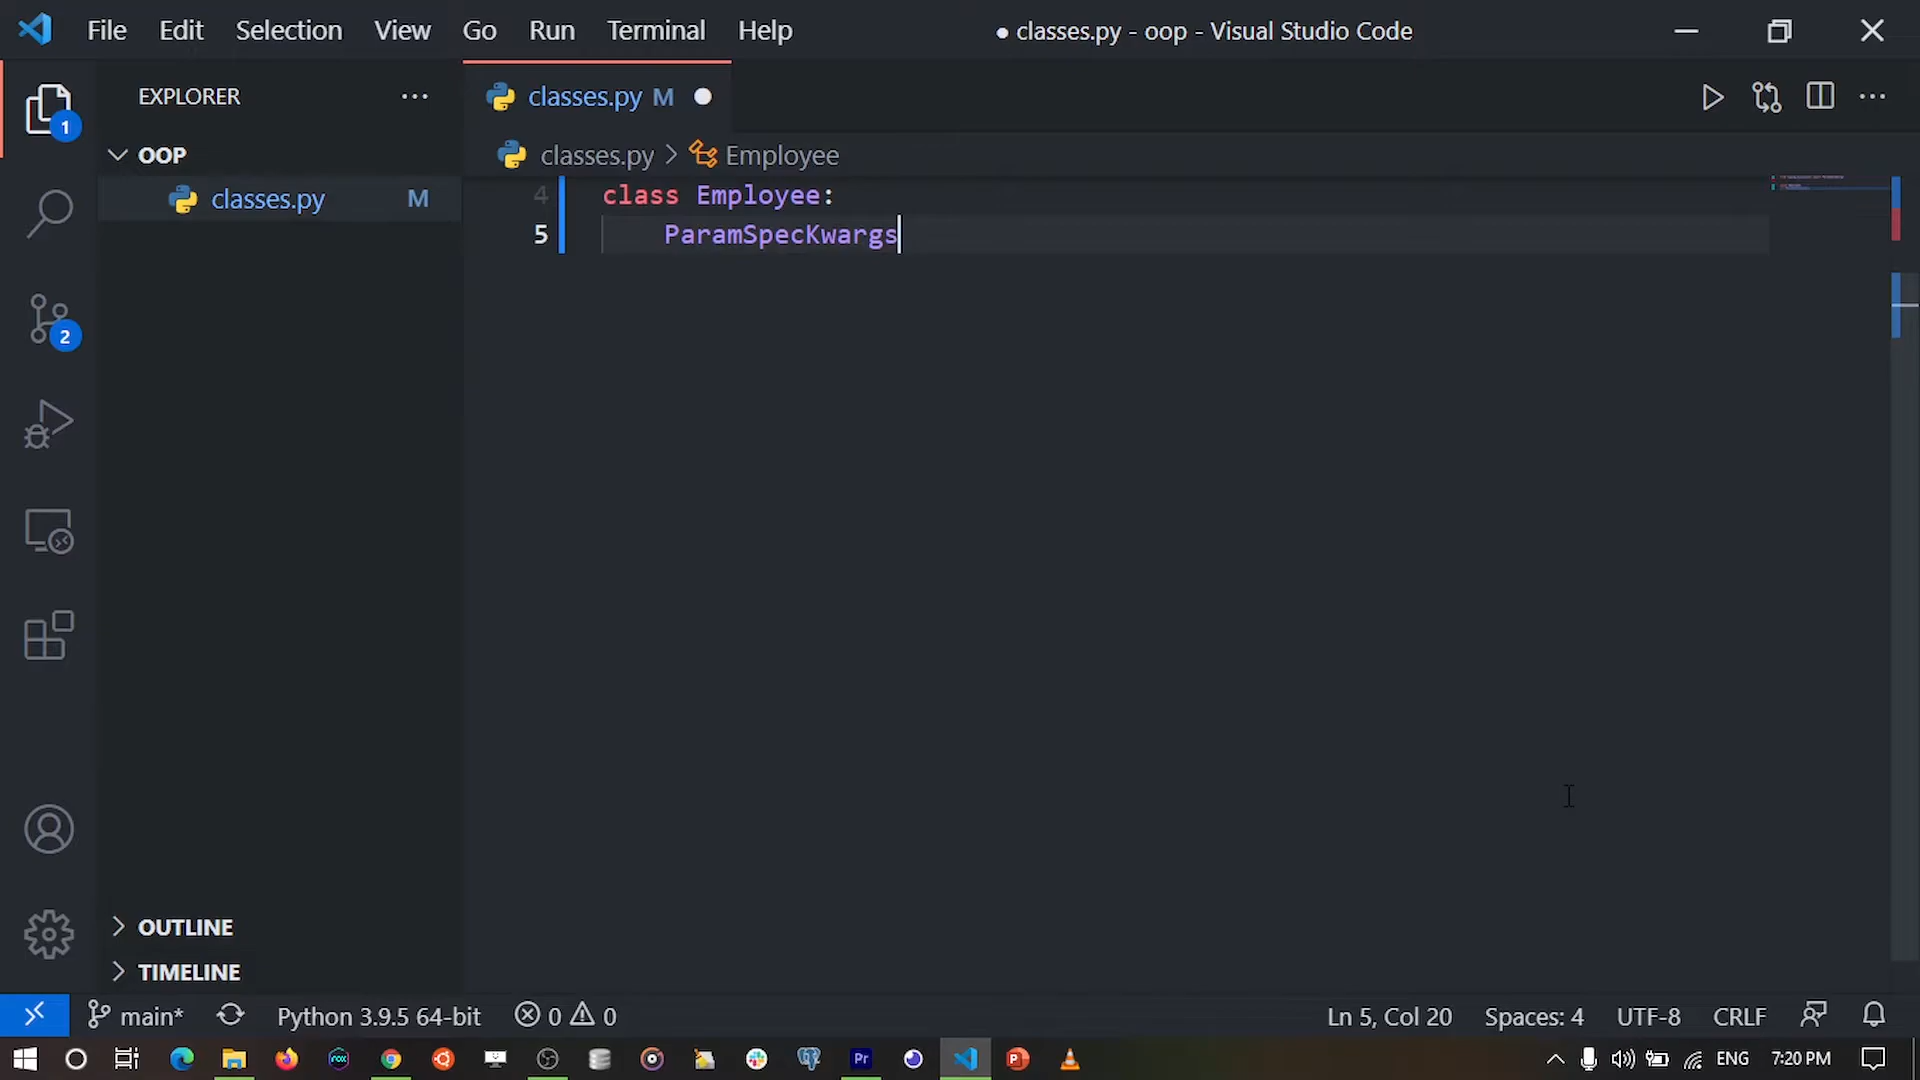 File Edit Selection View Go Run Terminal Help
● classes.py - oop - Visual Studio Code
EXPLORER ···
classes.py M ●
OOP
classes.py > Employee
classes.py M
4 class Employee:
5 ParamSpecKwargs
1
2
OUTLINE
TIMELINE
main* Python 3.9.5 64-bit 0 0 Ln 5, Col 20 Spaces: 4 UTF-8 CRLF
Pr ENG 7:20 PM